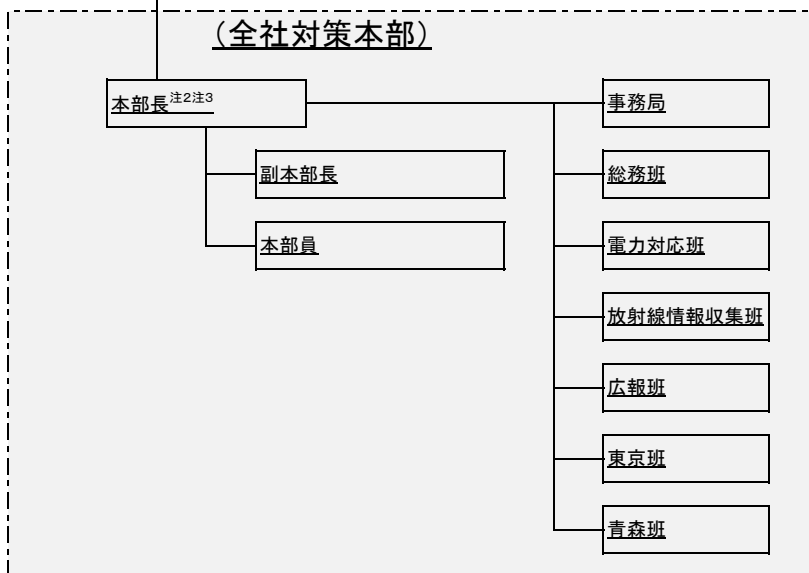 (全社対策本部)
本部長注2注3
事務局
副本部長
総務班
本部員
電力対応班
放射線情報収集班
広報班
東京班
青森班